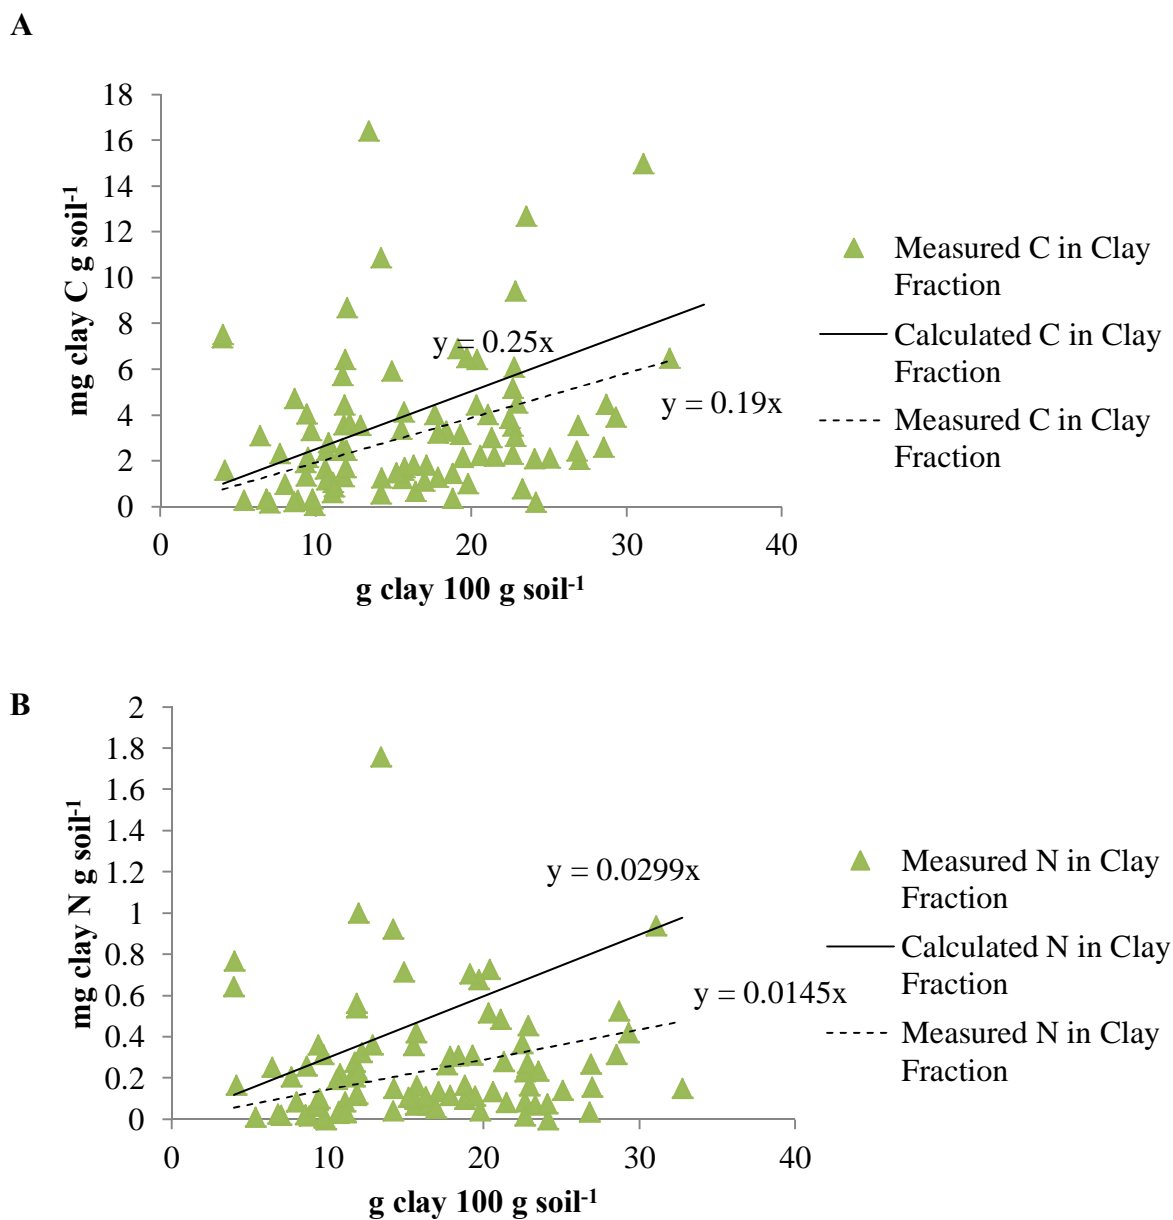 A
18
16
14
12
10
8
6
4
2
0
mg clay C g soil-1
y = 0.25x
y = 0.19x
0 10 20 30 40
g clay 100 g soil-1
Measured C in Clay
Fraction
Calculated C in Clay
Fraction
Measured C in Clay
Fraction
B
2
1.8
1.6
1.4
1.2
1
0.8
0.6
0.4
0.2
0
mg clay N g soil-1
y = 0.0299x
y = 0.0145x
0 10 20 30 40
g clay 100 g soil-1
Measured N in Clay
Fraction
Calculated N in Clay
Fraction
Measured N in Clay
Fraction